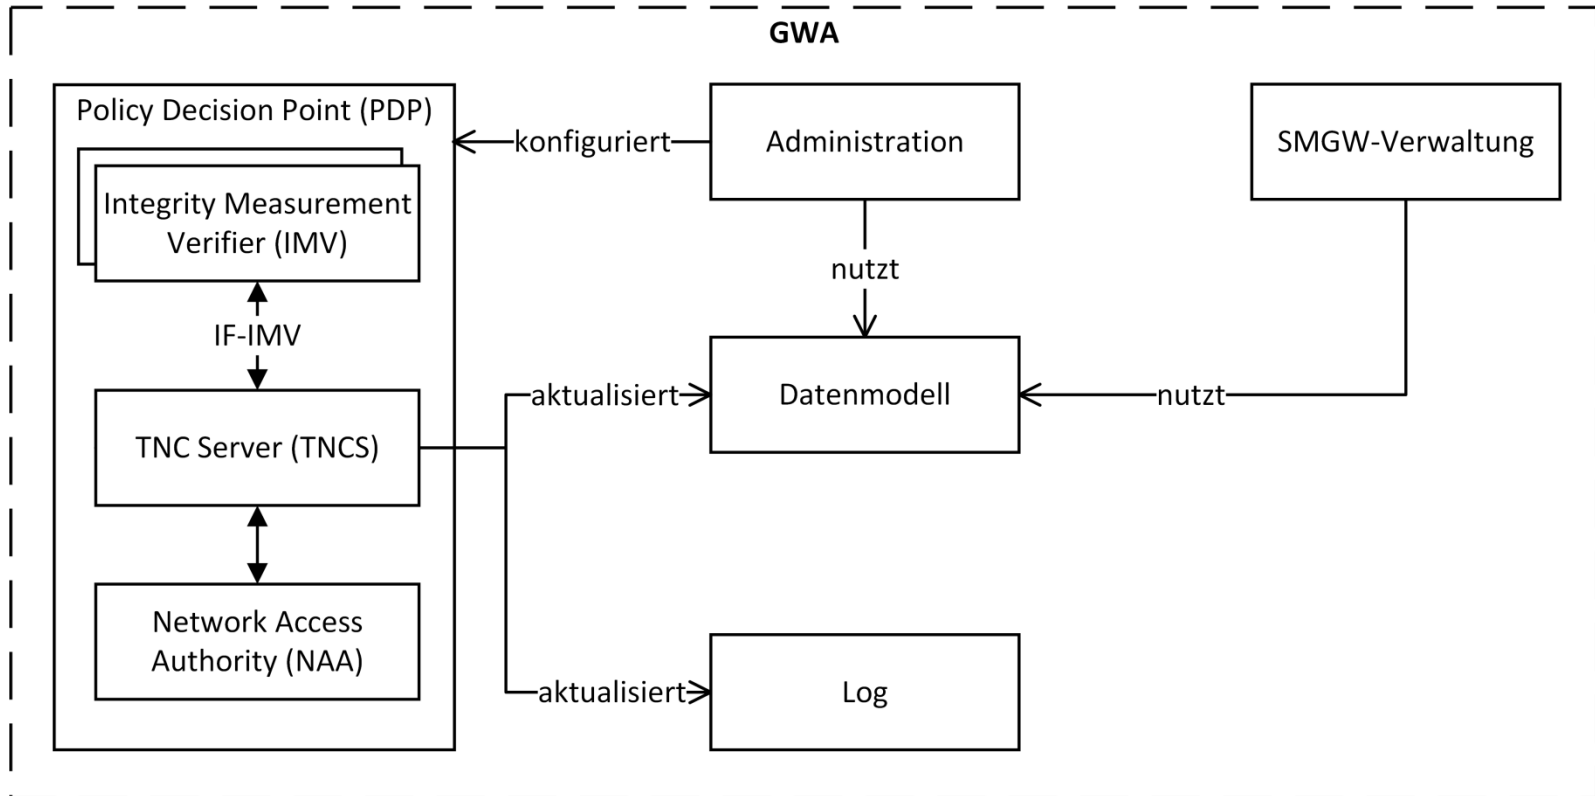 GWA
Policy Decision Point (PDP)
konfiguriert
Administration
SMGW-Verwaltung
Integrity Measurement
Verifier (IMV)
nutzt
IF-IMV
aktualisiert
Datenmodell
nutzt
TNC Server (TNCS)
Network Access
Authority (NAA)
aktualisiert
Log